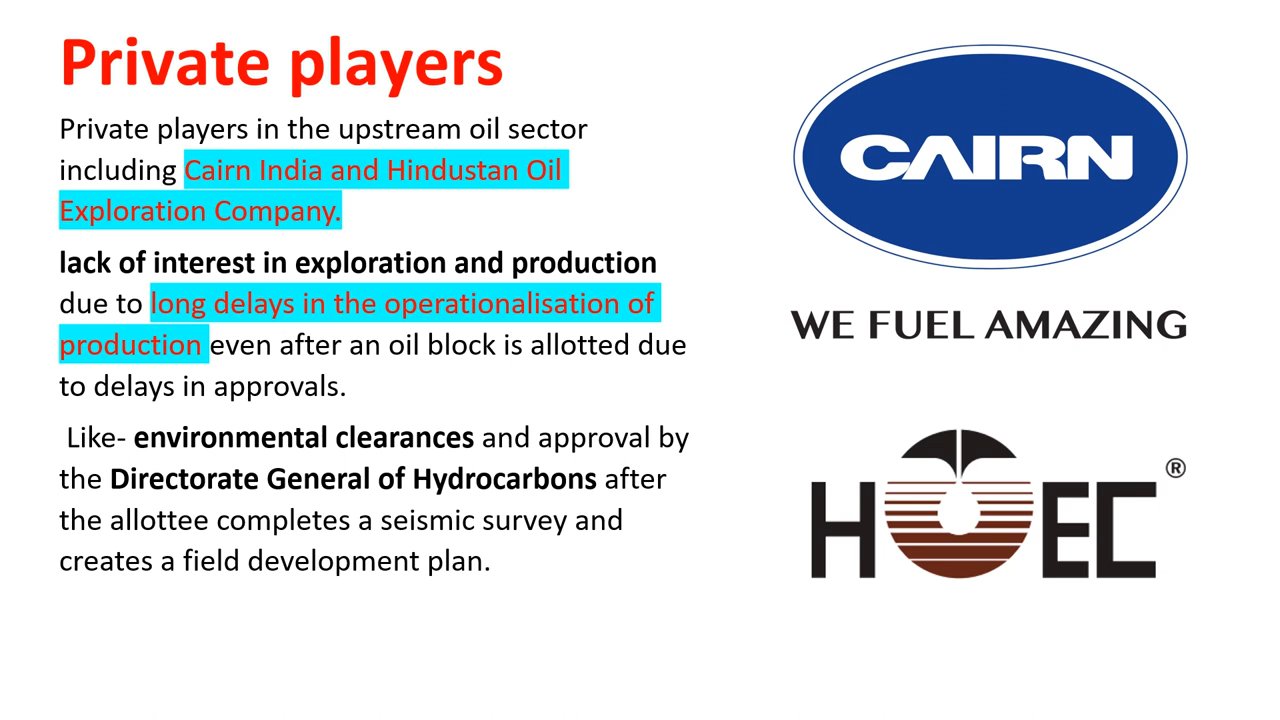 Private players
Private players in the upstream oil sector
including Cairn India and Hindustan Oil
Exploration Company.
lack of interest in exploration and production
due to long delays in the operationalisation of
production even after an oil block is allotted due
to delays in approvals.
Like- environmental clearances and approval by
the Directorate General of Hydrocarbons after
the allottee completes a seismic survey and
creates a field development plan.
CAIRN
WE FUEL AMAZING
HOEC ®